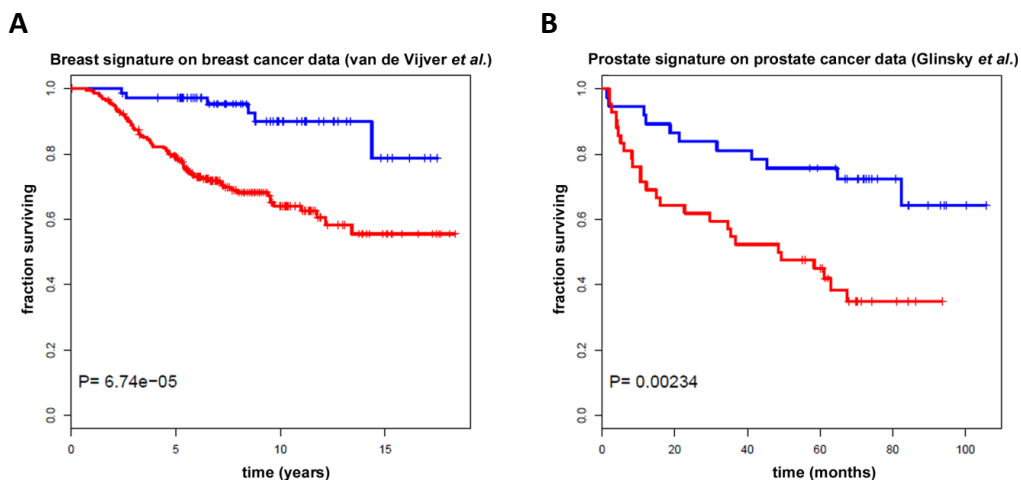 A
Breast signature on breast cancer data (van de Vijver et al.)
fraction surviving
1.0
0.8
0.6
0.4
0.2
0.0
P= 6.74e-05
0 5 10 15
time (years)
B
Prostate signature on prostate cancer data (Glinsky et al.)
fraction surviving
1.0
0.8
0.6
0.4
0.2
0.0
P= 0.00234
0 20 40 60 80 100
time (months)